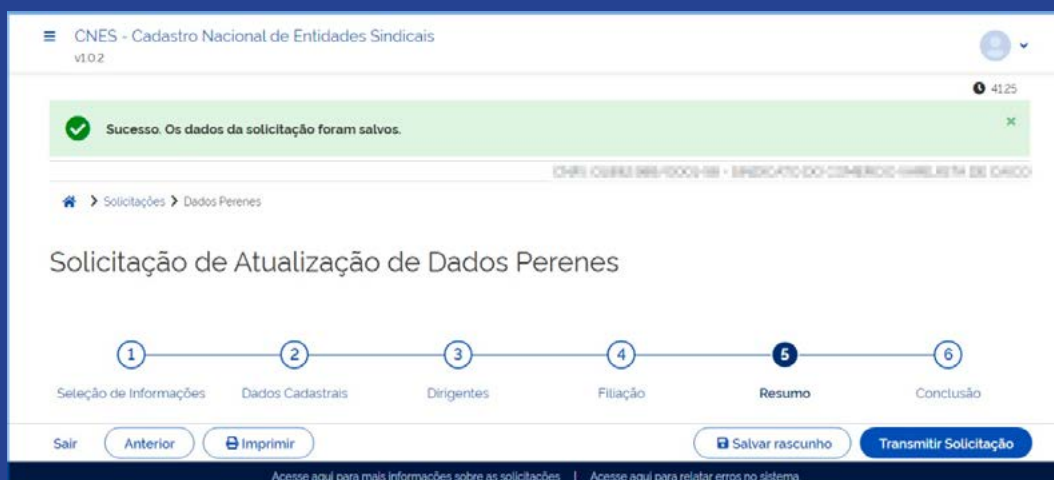 CNES - Cadastro Nacional de Entidades Sindicais
v1.0.2
41:25
Sucesso. Os dados da solicitação foram salvos.
Solicitações > Dados Perenes
Solicitação de Atualização de Dados Perenes
1 2 3 4 5 6
Seleção de Informações Dados Cadastrais Dirigentes Filiação Resumo Conclusão
Sair Anterior Imprimir Salvar rascunho Transmitir Solicitação
Acesse aqui para mais informações sobre as solicitações | Acesse aqui para relatar erros no sistema